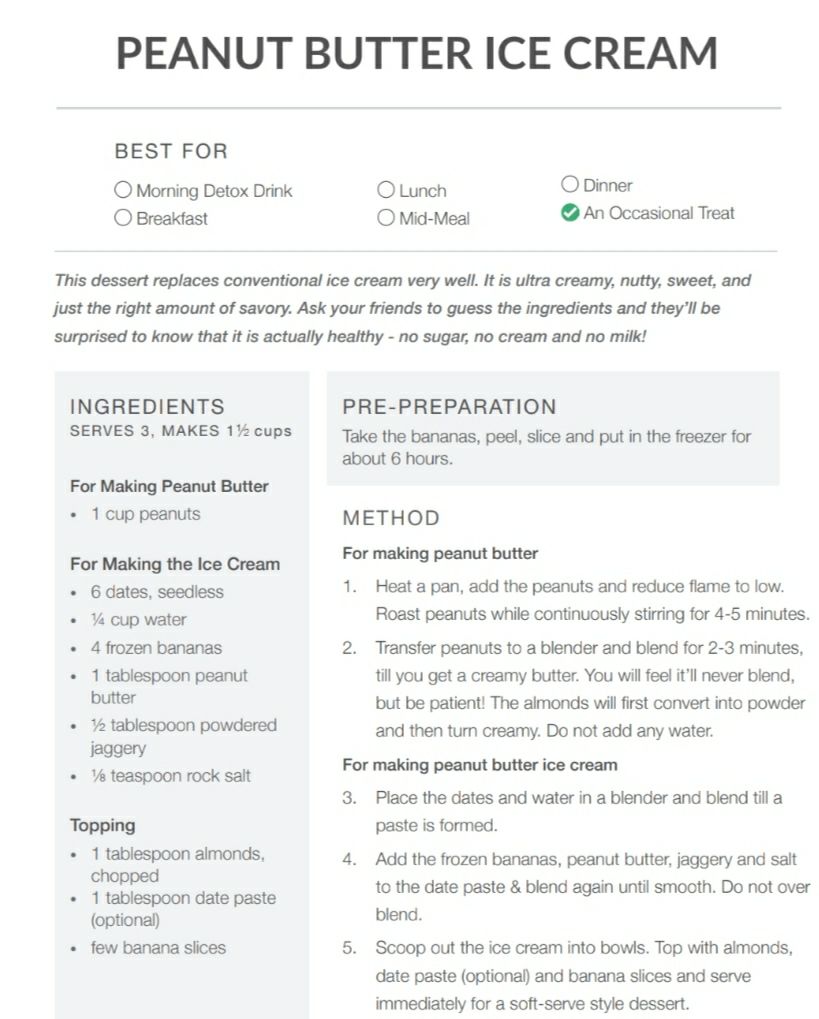 PEANUT BUTTER ICE CREAM
BEST FOR
Morning Detox Drink
Breakfast
Lunch
Mid-Meal
Dinner
An Occasional Treat
This dessert replaces conventional ice cream very well. It is ultra creamy, nutty, sweet, and
just the right amount of savory. Ask your friends to guess the ingredients and they'll be
surprised to know that it is actually healthy - no sugar, no cream and no milk!
INGREDIENTS
SERVES 3, MAKES 1½ cups
For Making Peanut Butter
• 1 cup peanuts
For Making the Ice Cream
• 6 dates, seedless
• ¼ cup water
• 4 frozen bananas
• 1 tablespoon peanut
butter
• ½ tablespoon powdered
jaggery
• ⅛ teaspoon rock salt
Topping
• 1 tablespoon almonds,
chopped
• 1 tablespoon date paste
(optional)
• few banana slices
PRE-PREPARATION
Take the bananas, peel, slice and put in the freezer for
about 6 hours.
METHOD
For making peanut butter
1. Heat a pan, add the peanuts and reduce flame to low.
Roast peanuts while continuously stirring for 4-5 minutes.
2. Transfer peanuts to a blender and blend for 2-3 minutes,
till you get a creamy butter. You will feel it'll never blend,
but be patient! The almonds will first convert into powder
and then turn creamy. Do not add any water.
For making peanut butter ice cream
3. Place the dates and water in a blender and blend till a
paste is formed.
4. Add the frozen bananas, peanut butter, jaggery and salt
to the date paste & blend again until smooth. Do not over
blend.
5. Scoop out the ice cream into bowls. Top with almonds,
date paste (optional) and banana slices and serve
immediately for a soft-serve style dessert.